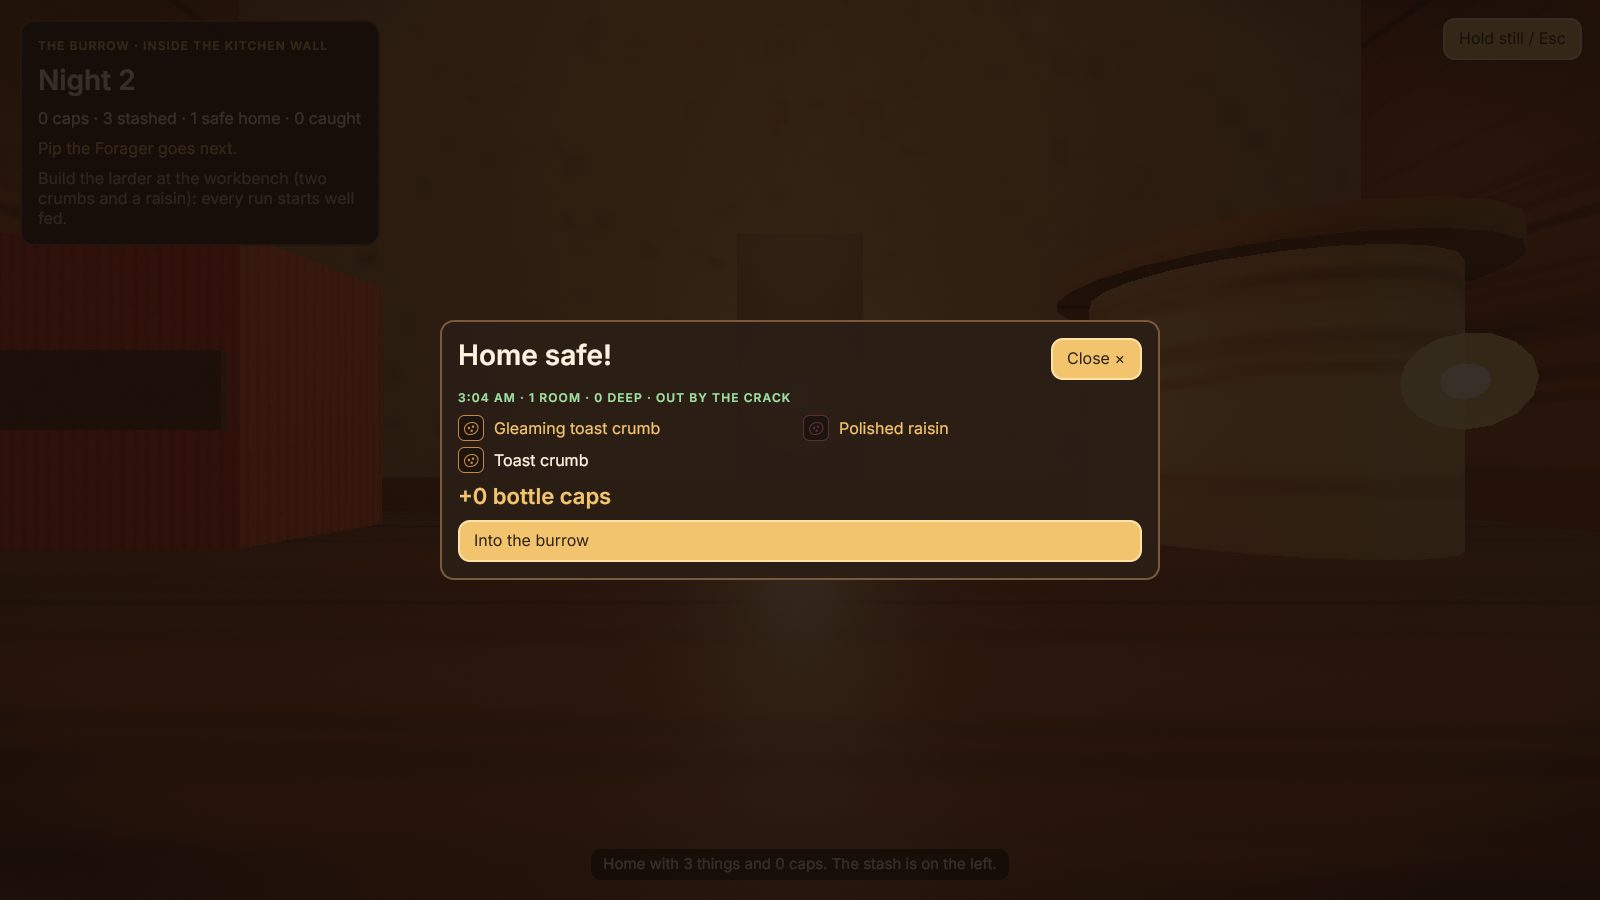 THE BURROW · INSIDE THE KITCHEN WALL
Night 2
0 caps · 3 stashed · 1 safe home · 0 caught
Pip the Forager goes next.
Build the larder at the workbench (two
crumbs and a raisin): every run starts well
fed.
Hold still / Esc
Home safe!
Close ×
3:04 AM · 1 ROOM · 0 DEEP · OUT BY THE CRACK
Gleaming toast crumb
Polished raisin
Toast crumb
+0 bottle caps
Into the burrow
Home with 3 things and 0 caps. The stash is on the left.